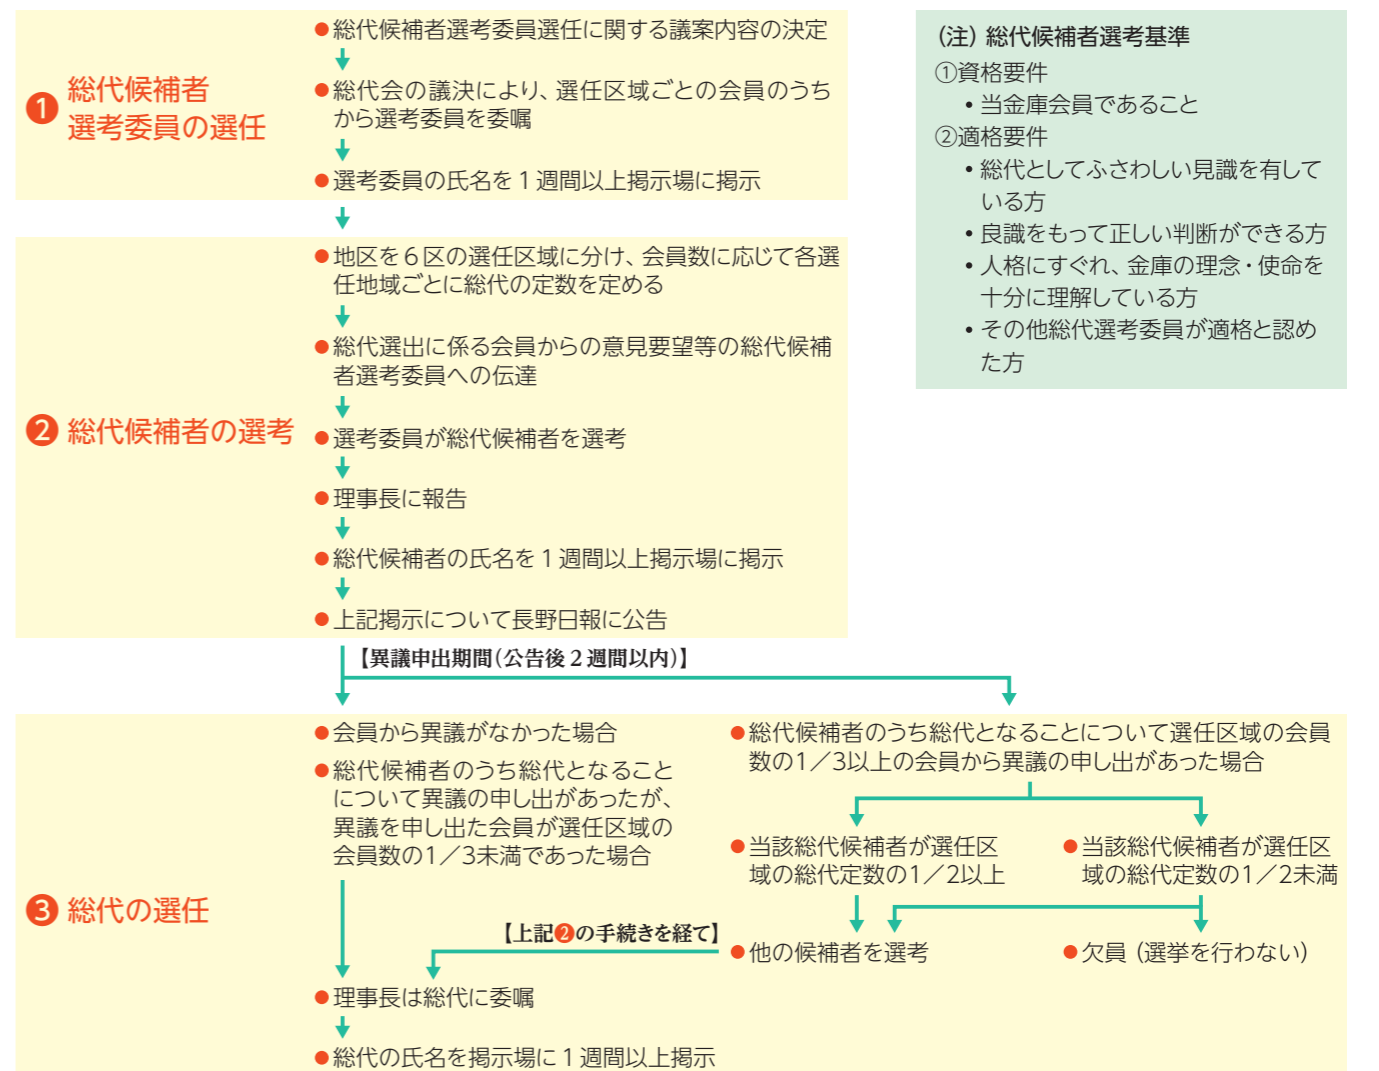 ❶ 総代候補者
選考委員の選任
●総代候補者選考委員選任に関する議案内容の決定
●総代会の議決により、選任区域ごとの会員のうち
から選考委員を委嘱
●選考委員の氏名を1週間以上掲示場に掲示
❷ 総代候補者の選考
●地区を6区の選任区域に分け、会員数に応じて各選
任地域ごとに総代の定数を定める
●総代選出に係る会員からの意見要望等の総代候補
者選考委員への伝達
●選考委員が総代候補者を選考
●理事長に報告
●総代候補者の氏名を1週間以上掲示場に掲示
●上記掲示について長野日報に公告
【異議申出期間(公告後2週間以内)】
❸ 総代の選任
●会員から異議がなかった場合
●総代候補者のうち総代となること
について異議の申し出があったが、
異議を申し出た会員が選任区域の
会員数の1/3未満であった場合
●総代候補者のうち総代となることについて選任区域の会員
数の1/3以上の会員から異議の申し出があった場合
●当該総代候補者が選任区
域の総代定数の1/2以上
●当該総代候補者が選任区
域の総代定数の1/2未満
【上記❷の手続きを経て】
●他の候補者を選考
●欠員(選挙を行わない)
●理事長は総代に委嘱
●総代の氏名を掲示場に1週間以上掲示
(注)総代候補者選考基準
①資格要件
・当金庫会員であること
②適格要件
・総代としてふさわしい見識を有して
いる方
・良識をもって正しい判断ができる方
・人格にすぐれ、金庫の理念・使命を
十分に理解している方
・その他総代選考委員が適格と認め
た方